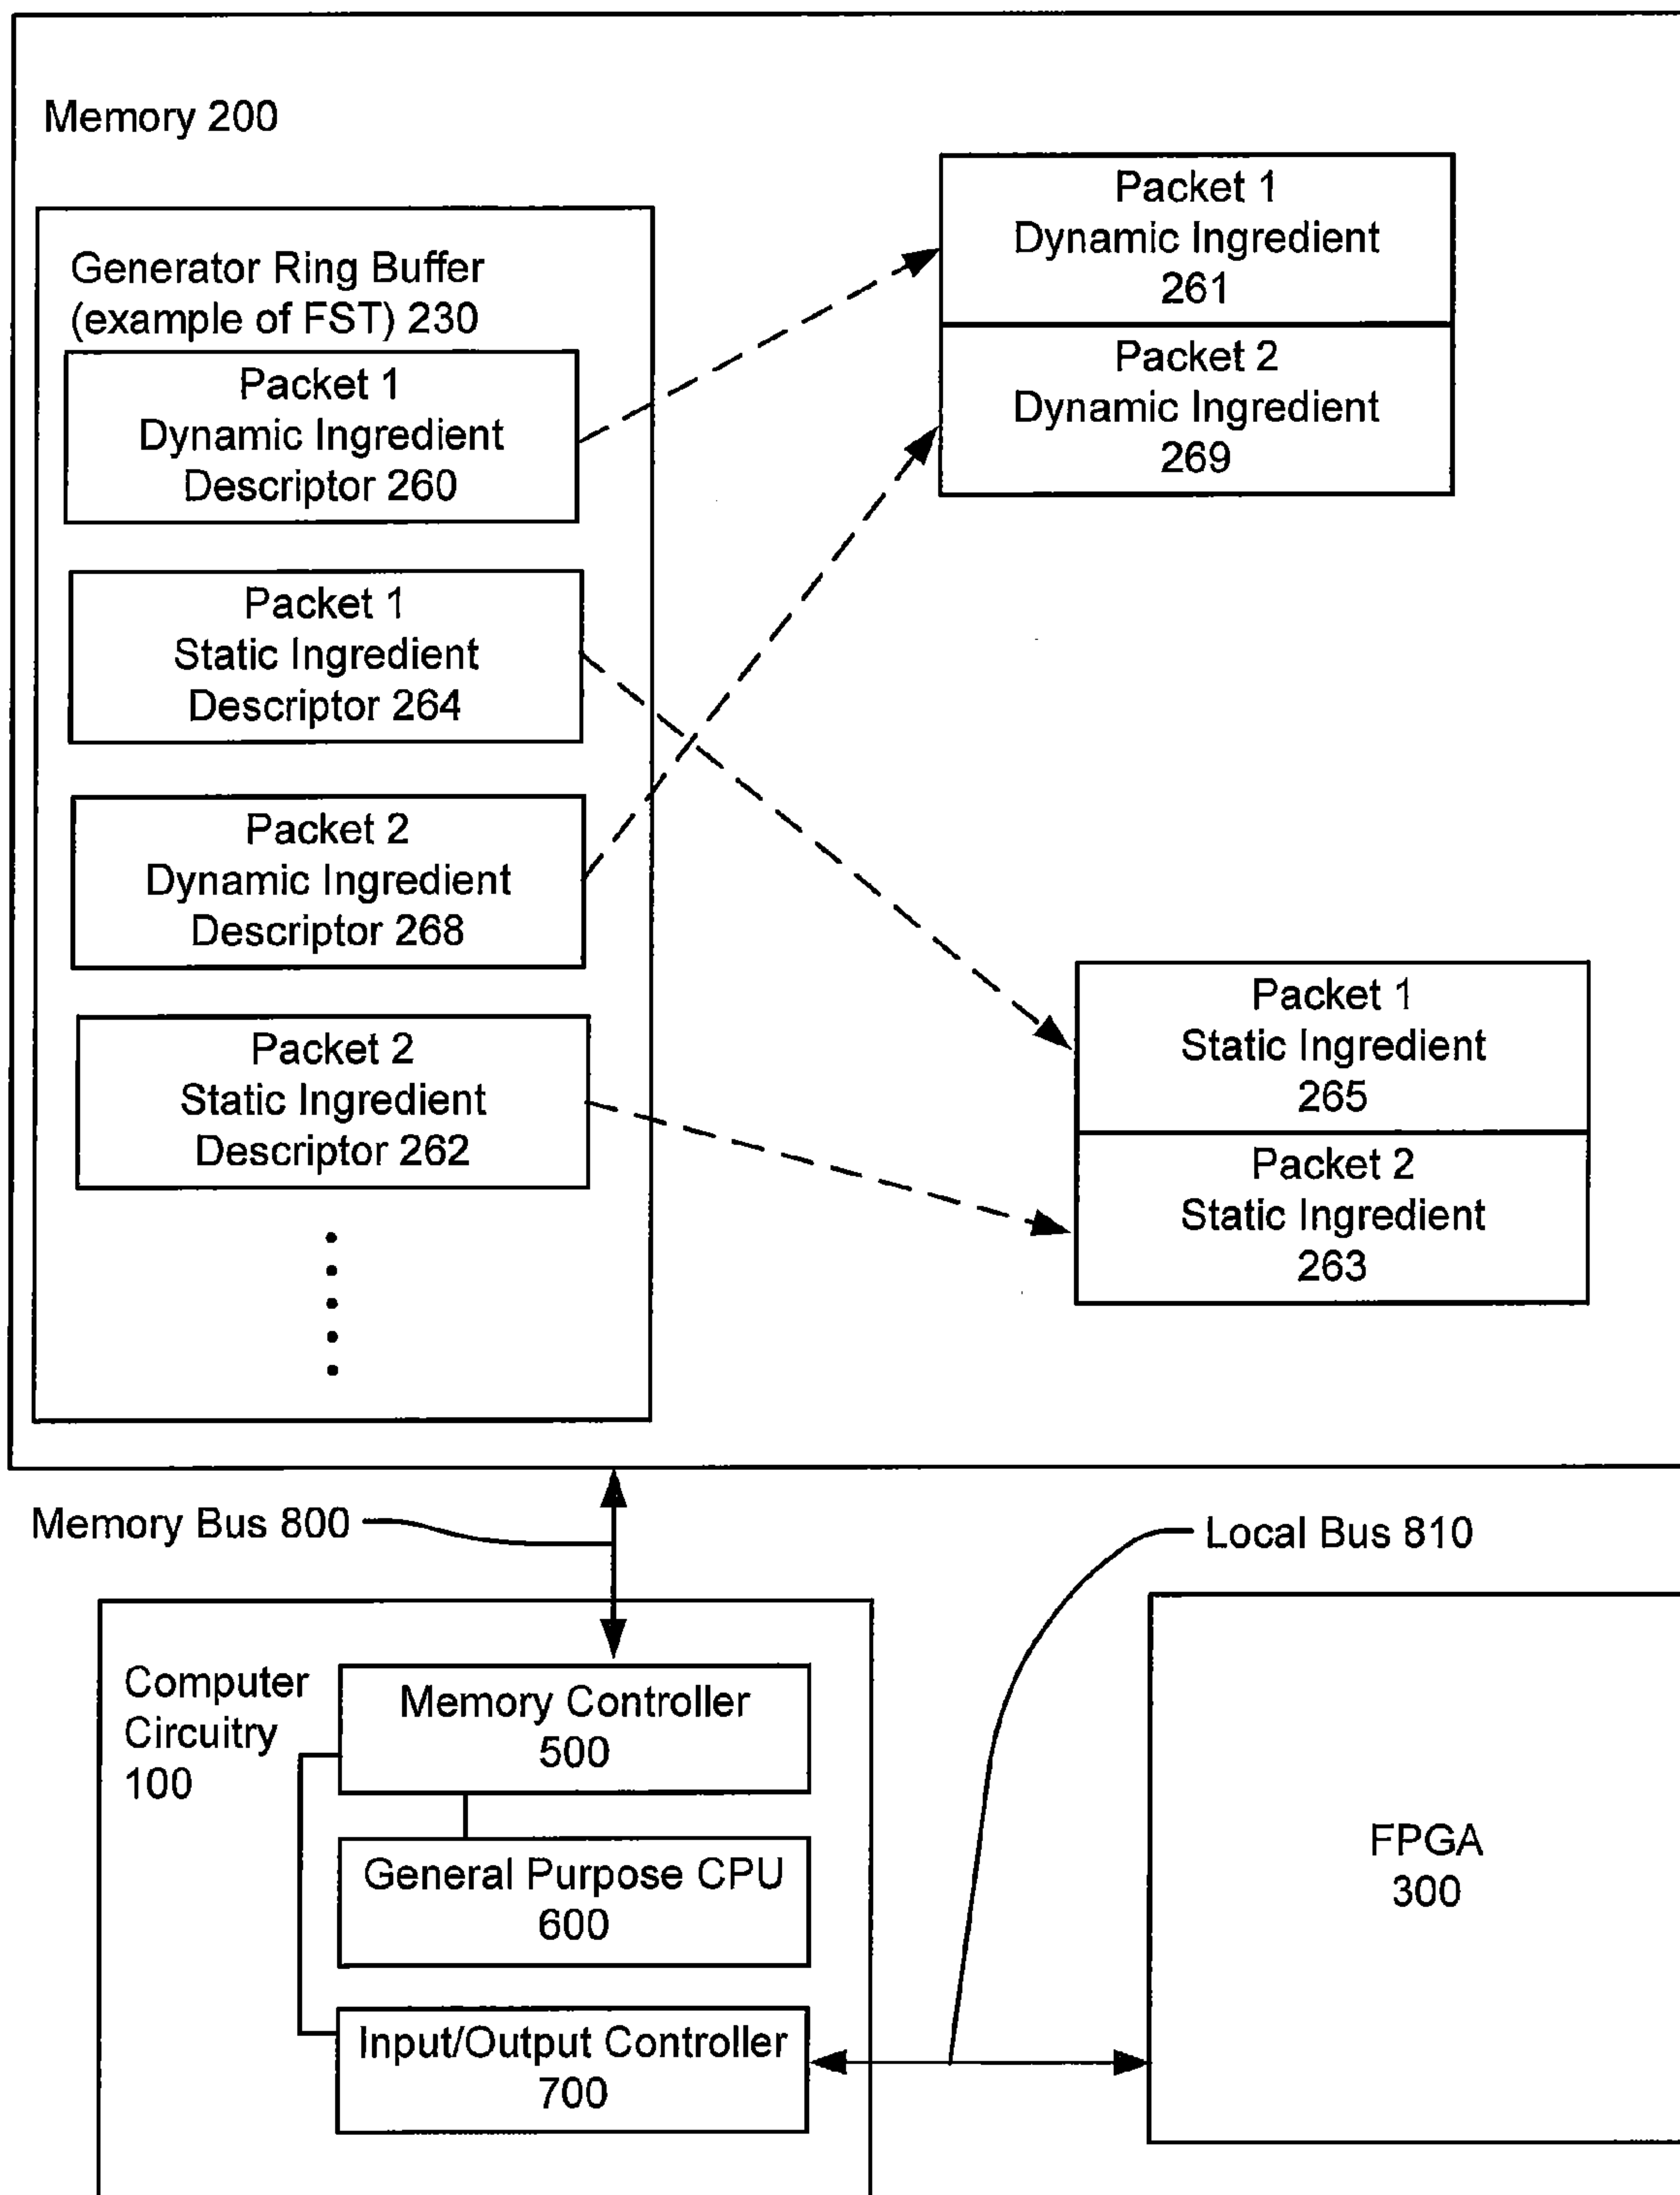 Memory 200
Generator Ring Buffer
(example of FST) 230
Packet 1
Dynamic Ingredient
Descriptor 260
Packet 1
Static Ingredient
Descriptor 264
Packet 2
Dynamic Ingredient
Descriptor 268
Packet 2
Static Ingredient
Descriptor 262
Packet 1
Dynamic Ingredient
261
Packet 2
Dynamic Ingredient
269
Packet 1
Static Ingredient
265
Packet 2
Static Ingredient
263
Memory Bus 800
Local Bus 810
Computer
Circuitry
100
Memory Controller
500
General Purpose CPU
600
Input/Output Controller
700
FPGA
300